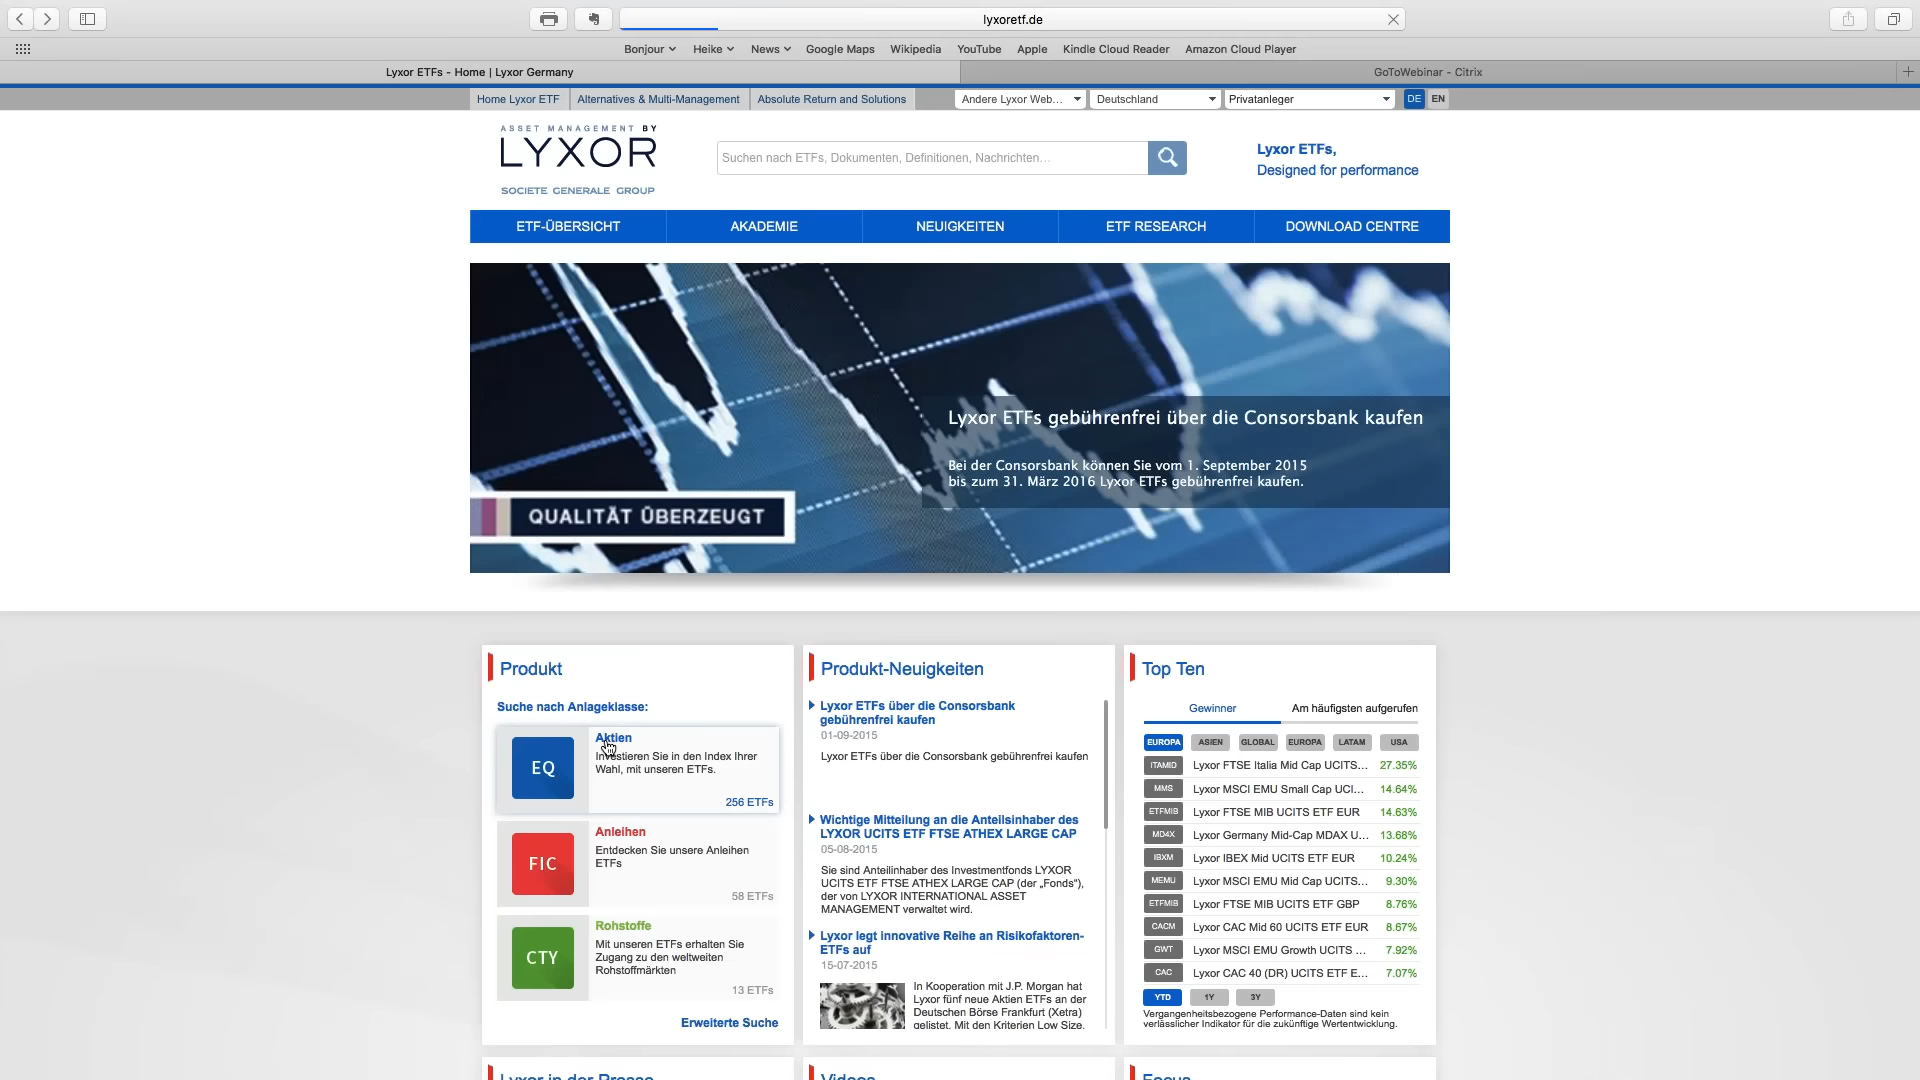 lyxoretf.de
Bonjour
Heike
News
Google Maps
Wikipedia
YouTube
Apple
Kindle Cloud Reader
Amazon Cloud Player
Lyxor ETFs - Home | Lyxor Germany
GoToWebinar - Citrix
Home Lyxor ETF
Alternatives & Multi-Management
Absolute Return and Solutions
Andere Lyxor Web...
Deutschland
Privatanleger
DE
EN
ASSET MANAGEMENT BY
LYXOR
SOCIETE GENERALE GROUP
Suchen nach ETFs, Dokumenten, Definitionen, Nachrichten...
Lyxor ETFs,
Designed for performance
ETF-ÜBERSICHT
AKADEMIE
NEUIGKEITEN
ETF RESEARCH
DOWNLOAD CENTRE
Lyxor ETFs gebührenfrei über die Consorsbank kaufen
Bei der Consorsbank können Sie vom 1. September 2015
bis zum 31. März 2016 Lyxor ETFs gebührenfrei kaufen.
QUALITÄT ÜBERZEUGT
Produkt
Suche nach Anlageklasse:
EQ
Aktien
Investieren Sie in den Index Ihrer
Wahl, mit unseren ETFs.
256 ETFs
FIC
Anleihen
Entdecken Sie unsere Anleihen
ETFs
58 ETFs
CTY
Rohstoffe
Mit unseren ETFs erhalten Sie
Zugang zu den weltweiten
Rohstoffmärkten
13 ETFs
Erweiterte Suche
Produkt-Neuigkeiten
Lyxor ETFs über die Consorsbank
gebührenfrei kaufen
01-09-2015
Lyxor ETFs über die Consorsbank gebührenfrei kaufen
Wichtige Mitteilung an die Anteilsinhaber des
LYXOR UCITS ETF FTSE ATHEX LARGE CAP
05-08-2015
Sie sind Anteilinhaber des Investmentfonds LYXOR
UCITS ETF FTSE ATHEX LARGE CAP (der „Fonds"),
der von LYXOR INTERNATIONAL ASSET
MANAGEMENT verwaltet wird.
Lyxor legt innovative Reihe an Risikofaktoren-
ETFs auf
15-07-2015
In Kooperation mit J.P. Morgan hat
Lyxor fünf neue Aktien ETFs an der
Deutschen Börse Frankfurt (Xetra)
gelistet. Mit den Kriterien Low Size,
Top Ten
Gewinner
Am häufigsten aufgerufen
EUROPA
ASIEN
GLOBAL
EUROPA
LATAM
USA
ITAMID Lyxor FTSE Italia Mid Cap UCITS... 27.35%
MMS Lyxor MSCI EMU Small Cap UCI... 14.64%
ETFMIB Lyxor FTSE MIB UCITS ETF EUR 14.63%
MD4X Lyxor Germany Mid-Cap MDAX U... 13.68%
IBXM Lyxor IBEX Mid UCITS ETF EUR 10.24%
MEMU Lyxor MSCI EMU Mid Cap UCITS... 9.30%
ETFMIB Lyxor FTSE MIB UCITS ETF GBP 8.76%
CACM Lyxor CAC Mid 60 UCITS ETF EUR 8.67%
GWT Lyxor MSCI EMU Growth UCITS ... 7.92%
CAC Lyxor CAC 40 (DR) UCITS ETF E... 7.07%
YTD
1Y
3Y
Vergangenheitsbezogene Performance-Daten sind kein
verlässlicher Indikator für die zukünftige Wertentwicklung.
Lyxor in der Presse
Videos
Focus